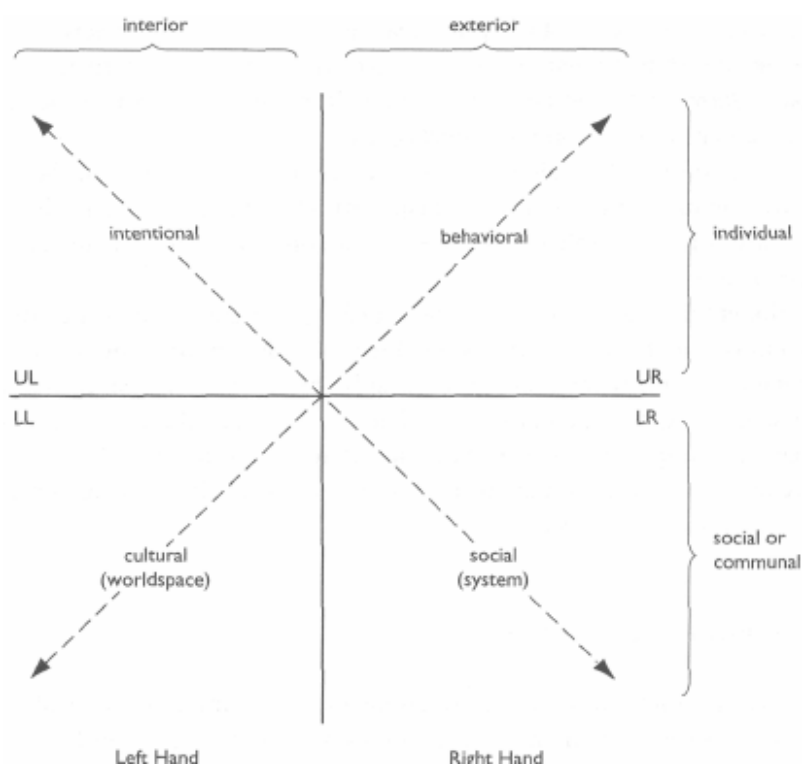 interior
exterior
intentional
behavioral
individual
UL
UR
LL
LR
cultural
(worldspace)
social
(system)
social or
communal
Left Hand
Right Hand